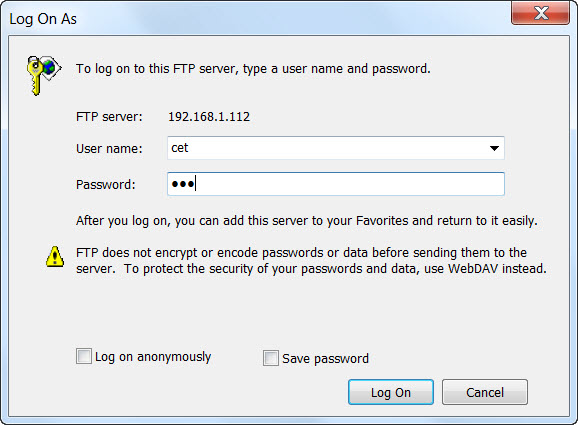 Log On As
To log on to this FTP server, type a user name and password.
FTP server: 192.168.1.112
User name: cet
Password: ●●●
After you log on, you can add this server to your Favorites and return to it easily.
FTP does not encrypt or encode passwords or data before sending them to the
server. To protect the security of your passwords and data, use WebDAV instead.
Log on anonymously Save password
Log On Cancel